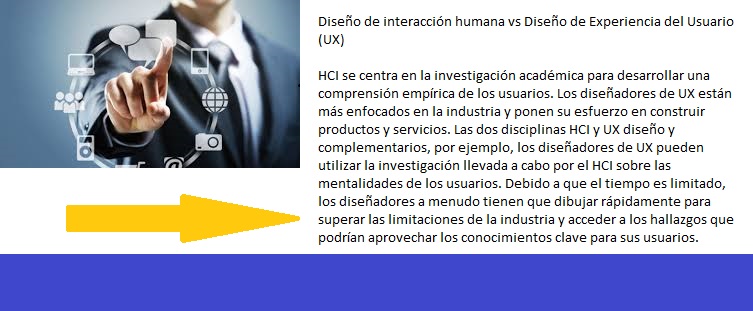 Diseño de interacción humana vs Diseño de Experiencia del Usuario
(UX)
HCI se centra en la investigación académica para desarrollar una
comprensión empírica de los usuarios. Los diseñadores de UX están
más enfocados en la industria y ponen su esfuerzo en construir
productos y servicios. Las dos disciplinas HCI y UX diseño y
complementarios, por ejemplo, los diseñadores de UX pueden
utilizar la investigación llevada a cabo por el HCI sobre las
mentalidades de los usuarios. Debido a que el tiempo es limitado,
los diseñadores a menudo tienen que dibujar rápidamente para
superar las limitaciones de la industria y acceder a los hallazgos que
podrían aprovechar los conocimientos clave para sus usuarios.